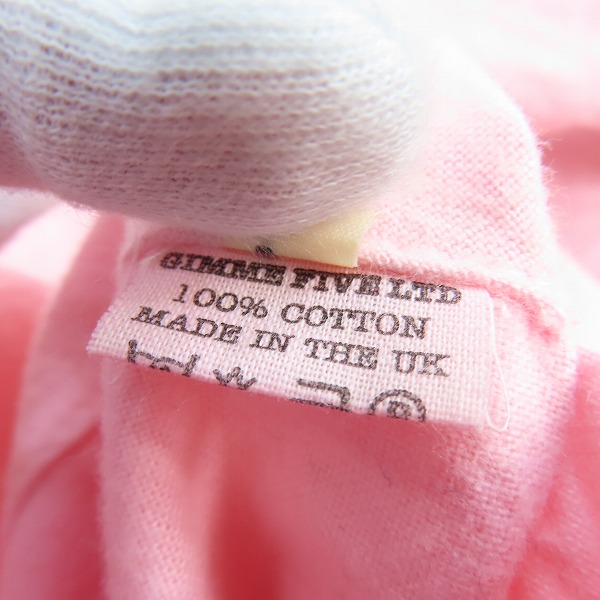 GIMME FIVE LTD
100% COTTON
MADE IN THE UK